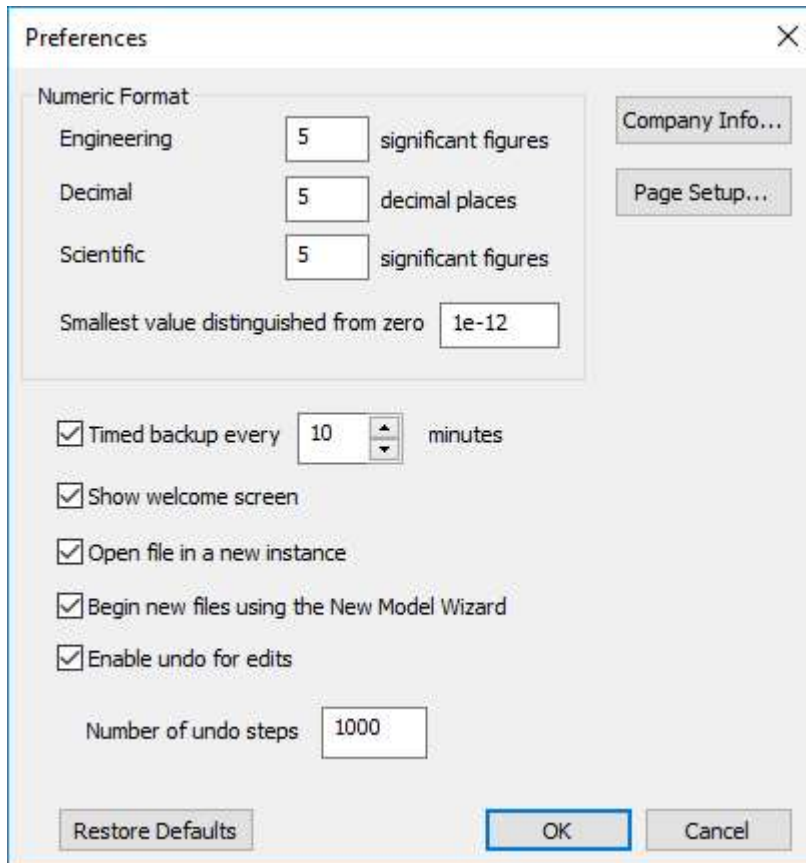 Preferences
Numeric Format
Engineering 5 significant figures
Company Info...
Decimal 5 decimal places
Page Setup...
Scientific 5 significant figures
Smallest value distinguished from zero 1e-12
Timed backup every 10 minutes
Show welcome screen
Open file in a new instance
Begin new files using the New Model Wizard
Enable undo for edits
Number of undo steps 1000
Restore Defaults OK Cancel